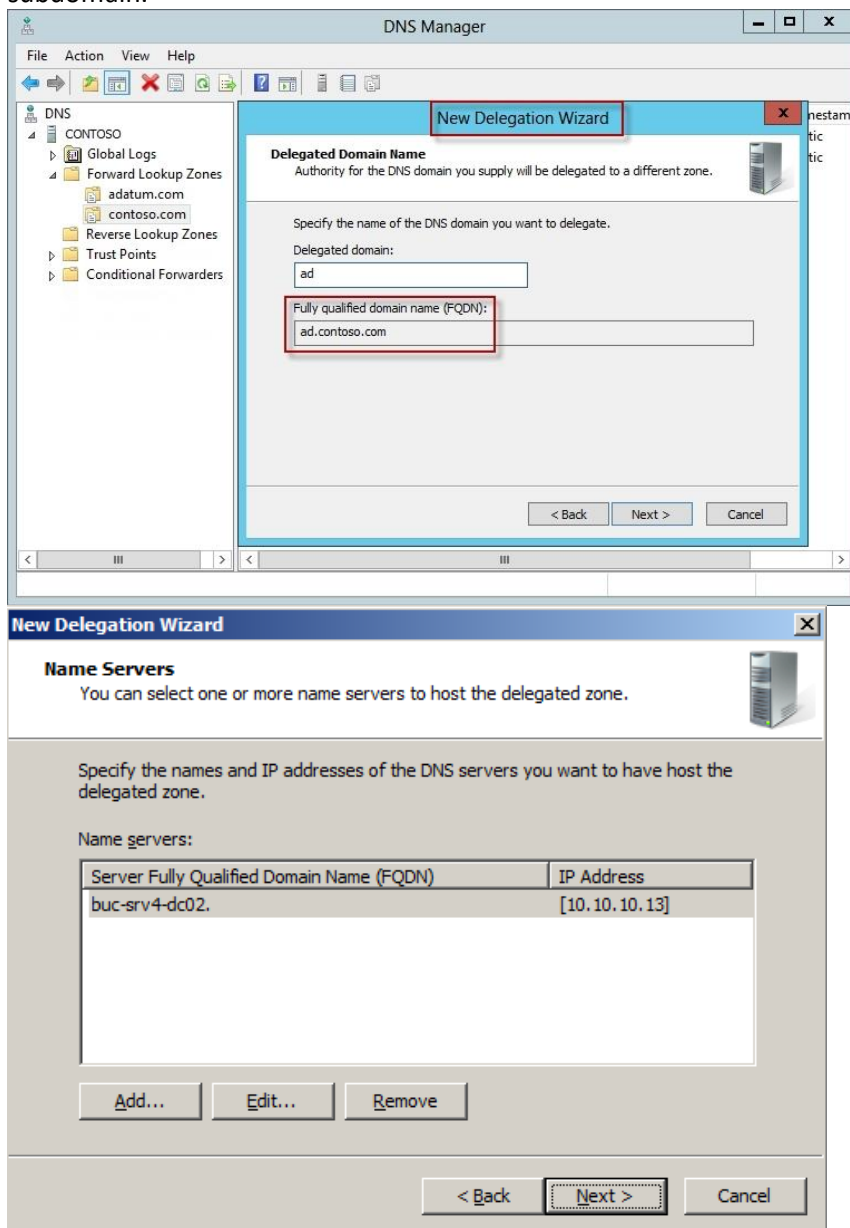 subdomain.
DNS Manager
File Action View Help
DNS
CONTOSO
Global Logs
Forward Lookup Zones
adatum.com
contoso.com
Reverse Lookup Zones
Trust Points
Conditional Forwarders
nestam
tic
tic
New Delegation Wizard
x
Delegated Domain Name
Authority for the DNS domain you supply will be delegated to a different zone.
Specify the name of the DNS domain you want to delegate.
Delegated domain:
ad
Fully qualified domain name (FQDN):
ad.contoso.com
< Back Next > Cancel
New Delegation Wizard
Name Servers
You can select one or more name servers to host the delegated zone.
Specify the names and IP addresses of the DNS servers you want to have host the
delegated zone.
Name servers:
Server Fully Qualified Domain Name (FQDN) IP Address
buc-srv4-dc02. [10.10.10.13]
Add... Edit... Remove
< Back Next > Cancel